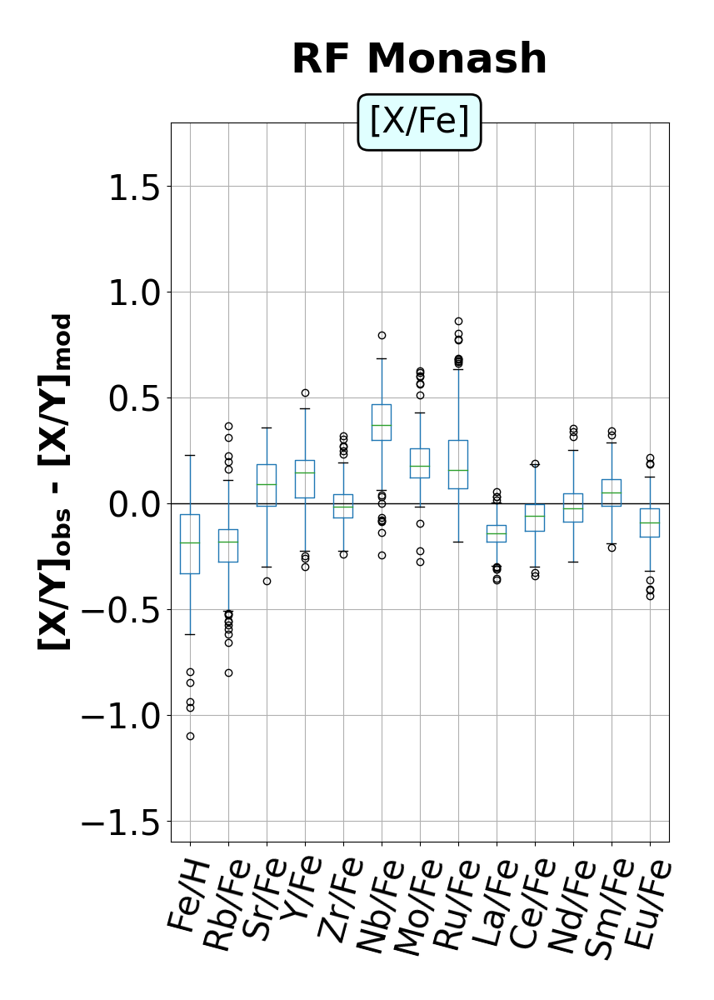 RF Monash
[X/Fe]
[X/Y]obs - [X/Y]mod
1.5
1.0
0.5
0.0
−0.5
−1.0
−1.5
Fe/H
Rb/Fe
Sr/Fe
Y/Fe
Zr/Fe
Nb/Fe
Mo/Fe
Ru/Fe
La/Fe
Ce/Fe
Nd/Fe
Sm/Fe
Eu/Fe